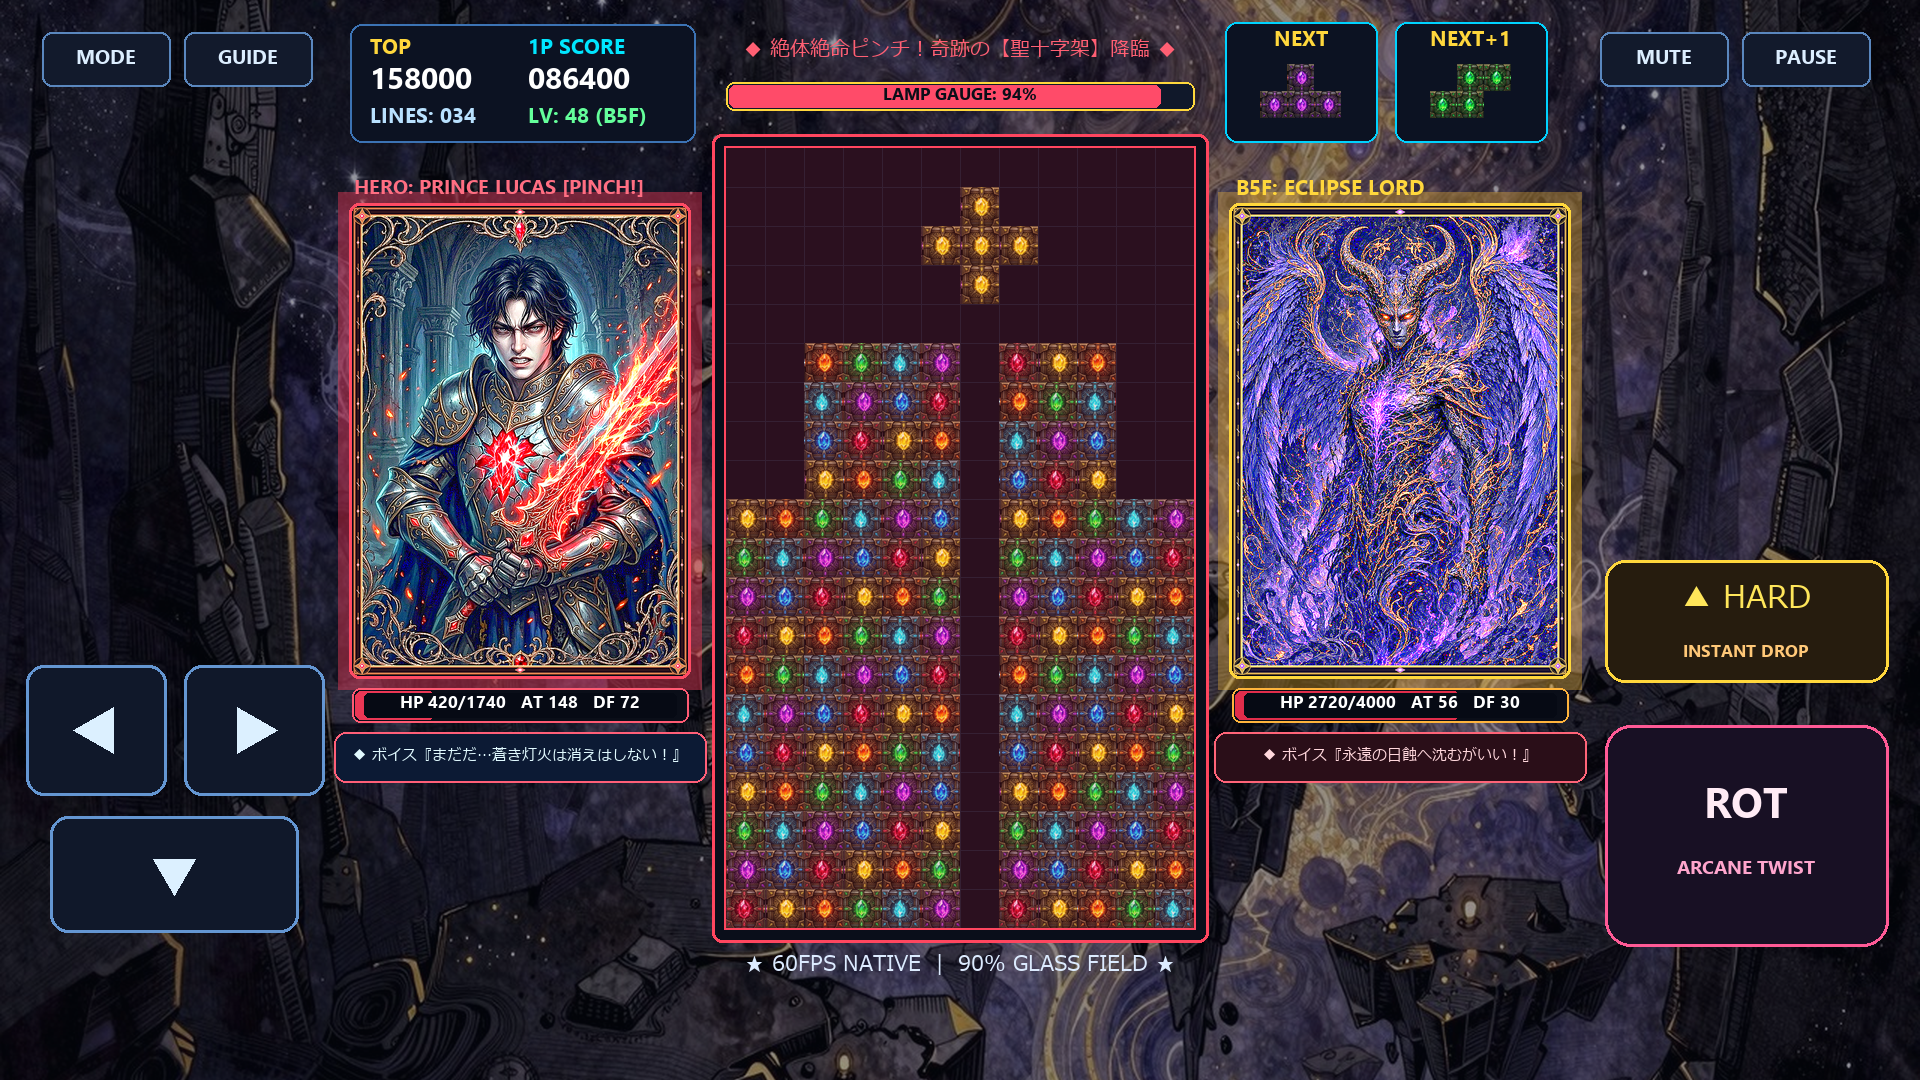 MODE
GUIDE
TOP
158000
LINES: 034
1P SCORE
086400
LV: 48 (B5F)
◆ 絶体絶命ピンチ！奇跡の【聖十字架】降臨 ◆
LAMP GAUGE: 94%
NEXT
NEXT+1
MUTE
PAUSE
HERO: PRINCE LUCAS [PINCH!]
B5F: ECLIPSE LORD
HP 420/1740 AT 148 DF 72
◆ ボイス『まだだ…蒼き灯火は消えはしない！』
HP 2720/4000 AT 56 DF 30
◆ ボイス『永遠の日蝕へ沈むがいい！』
◀
▶
▼
▲ HARD
INSTANT DROP
ROT
ARCANE TWIST
★ 60FPS NATIVE | 90% GLASS FIELD ★